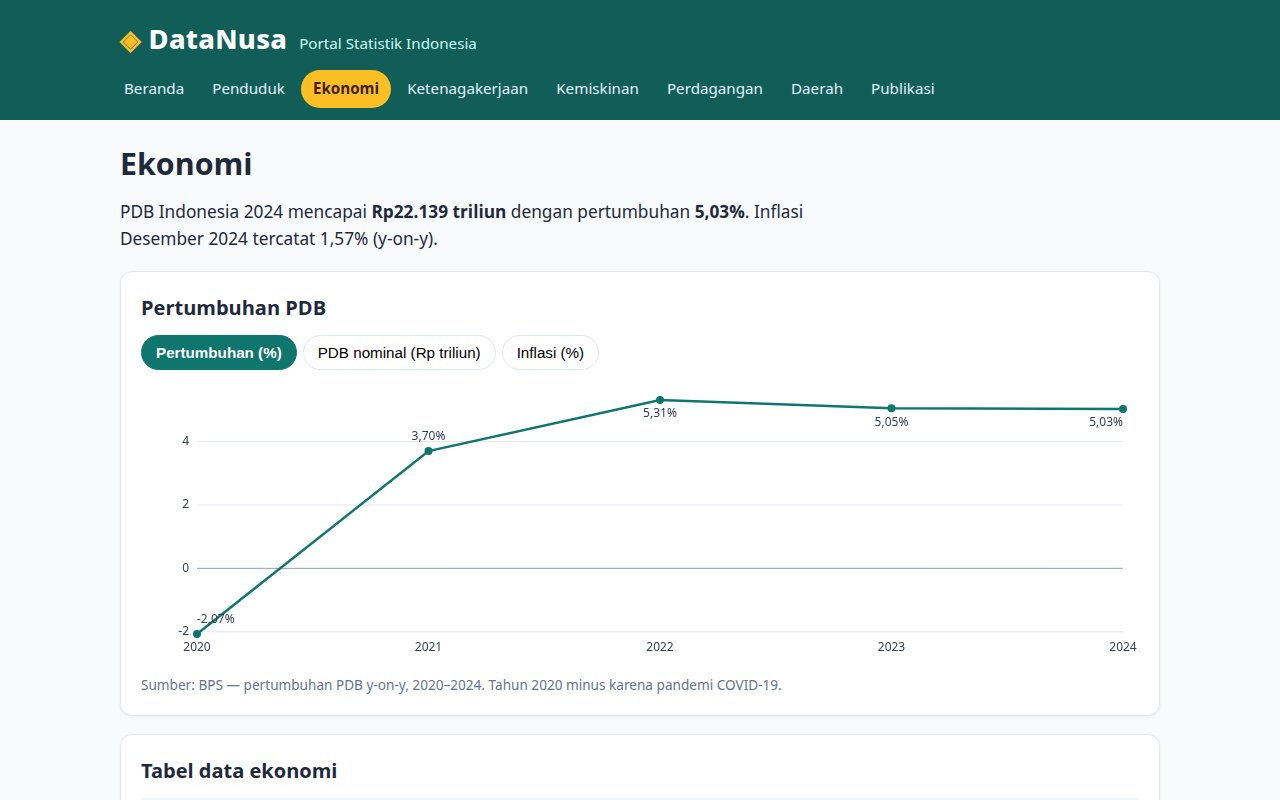 ◈ DataNusa Portal Statistik Indonesia
Beranda Penduduk Ekonomi Ketenagakerjaan Kemiskinan Perdagangan Daerah Publikasi
Ekonomi
PDB Indonesia 2024 mencapai Rp22.139 triliun dengan pertumbuhan 5,03%. Inflasi
Desember 2024 tercatat 1,57% (y-on-y).
Pertumbuhan PDB
Pertumbuhan (%) PDB nominal (Rp triliun) Inflasi (%)
5,31%
5,05%
5,03%
3,70%
4
2
0
-2,07%
-2
2020 2021 2022 2023 2024
Sumber: BPS — pertumbuhan PDB y-on-y, 2020–2024. Tahun 2020 minus karena pandemi COVID-19.
Tabel data ekonomi